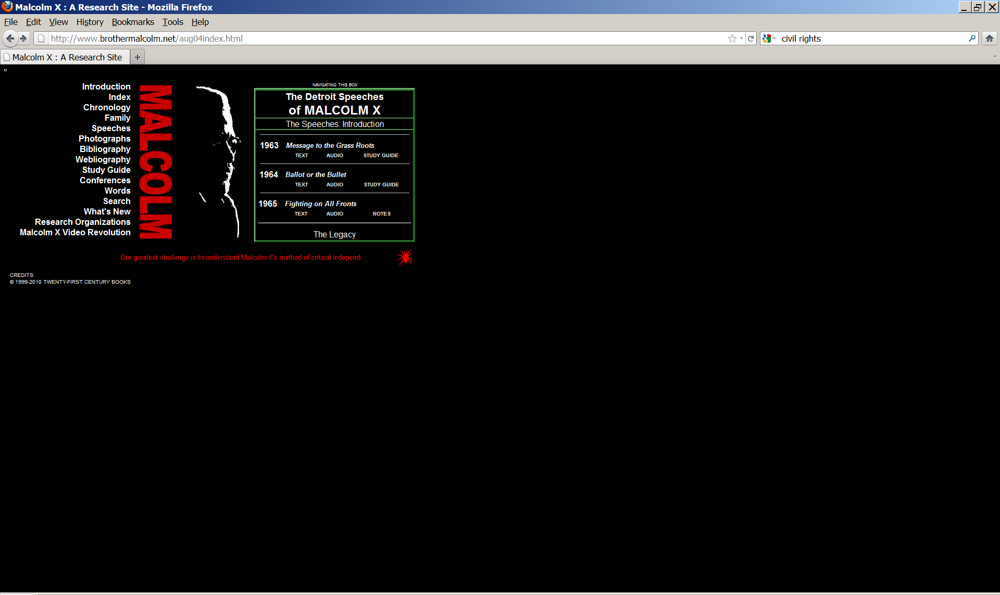 Malcolm X : A Research Site - Mozilla Firefox
File Edit View History Bookmarks Tools Help
http://www.brothermalcolm.net/aug04index.html
civil rights
Malcolm X : A Research Site
Introduction
Index
Chronology
Family
Speeches
Photographs
Bibliography
Webliography
Study Guide
Conferences
Words
Search
What's New
Research Organizations
Malcolm X Video Revolution
MALCOLM
NAVIGATING THIS BOX
The Detroit Speeches
of MALCOLM X
The Speeches: Introduction
1963 Message to the Grass Roots
TEXT AUDIO STUDY GUIDE
1964 Ballot or the Bullet
TEXT AUDIO STUDY GUIDE
1965 Fighting on All Fronts
TEXT AUDIO NOTES
The Legacy
Our greatest challenge is to understand Malcolm X's method of critical independ
CREDITS
© 1999-2010 TWENTY-FIRST CENTURY BOOKS